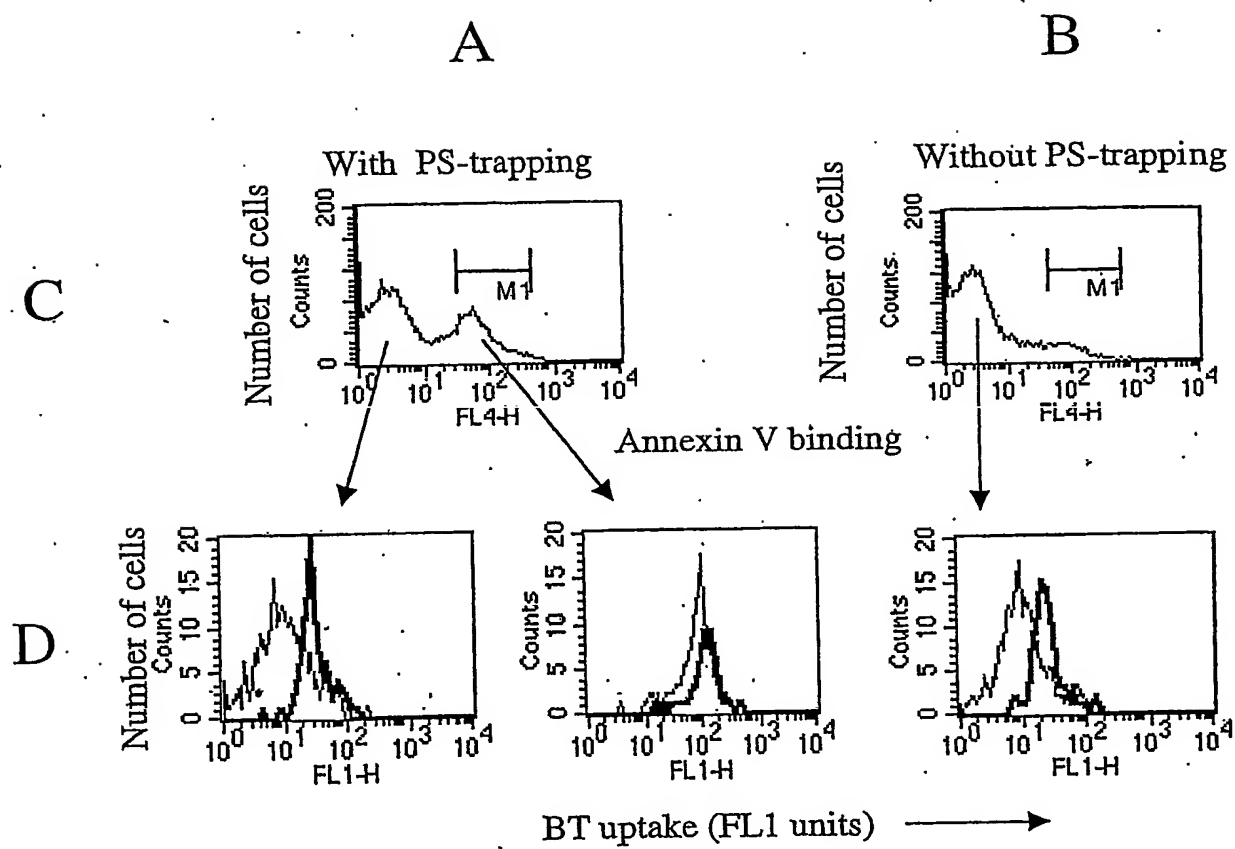 A
B
C
D
With PS-trapping
Number of cells
Counts
200
0
M1
10^0 10^1 10^2 10^3 10^4
FL4-H
Without PS-trapping
Number of cells
Counts.
200
0
M1
10^0 10^1 10^2 10^3 10^4
FL4-H
Annexin V binding
Number of cells
Counts
20
15
10
5
0
10^0 10^1 10^2 10^3 10^4
FL1-H
Counts
20
15
10
5
0
10^0 10^1 10^2 10^3 10^4
FL1-H
Counts
20
15
10
5
0
10^0 10^1 10^2 10^3 10^4
FL1-H
BT uptake (FL1 units)